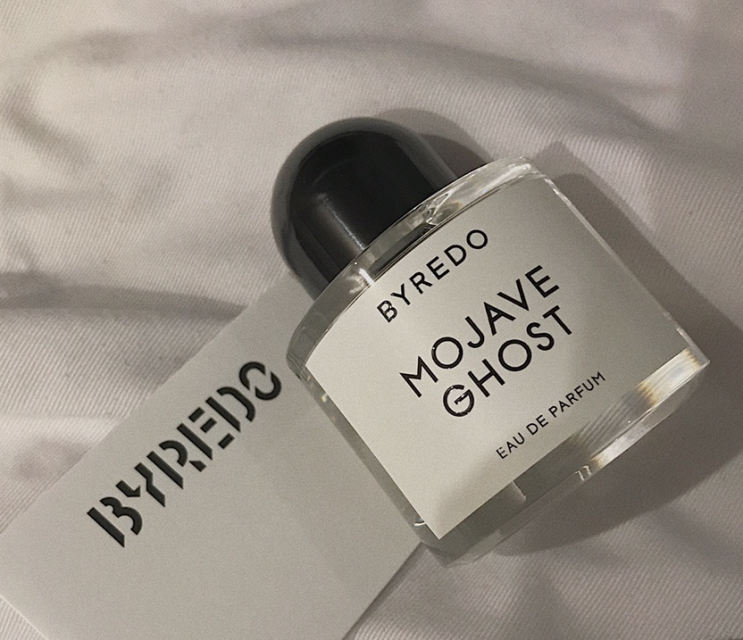 BYREDO
MOJAVE
GHOST
EAU DE PARFUM
BYREDO